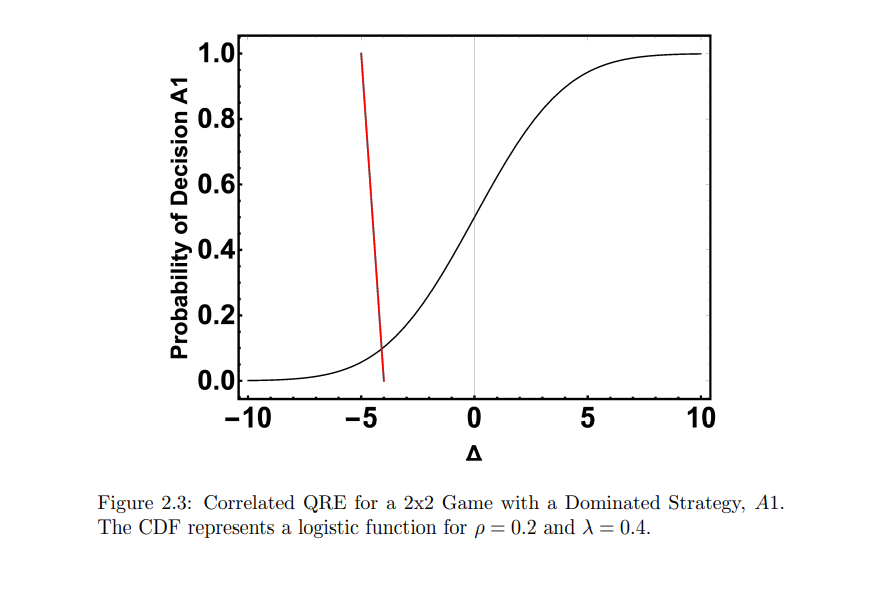 1.0
0.8
0.6
0.4
0.2
0.0
Probability of Decision A1
−10 −5 0 5 10
Δ
Figure 2.3: Correlated QRE for a 2x2 Game with a Dominated Strategy, A1.
The CDF represents a logistic function for ρ = 0.2 and λ = 0.4.